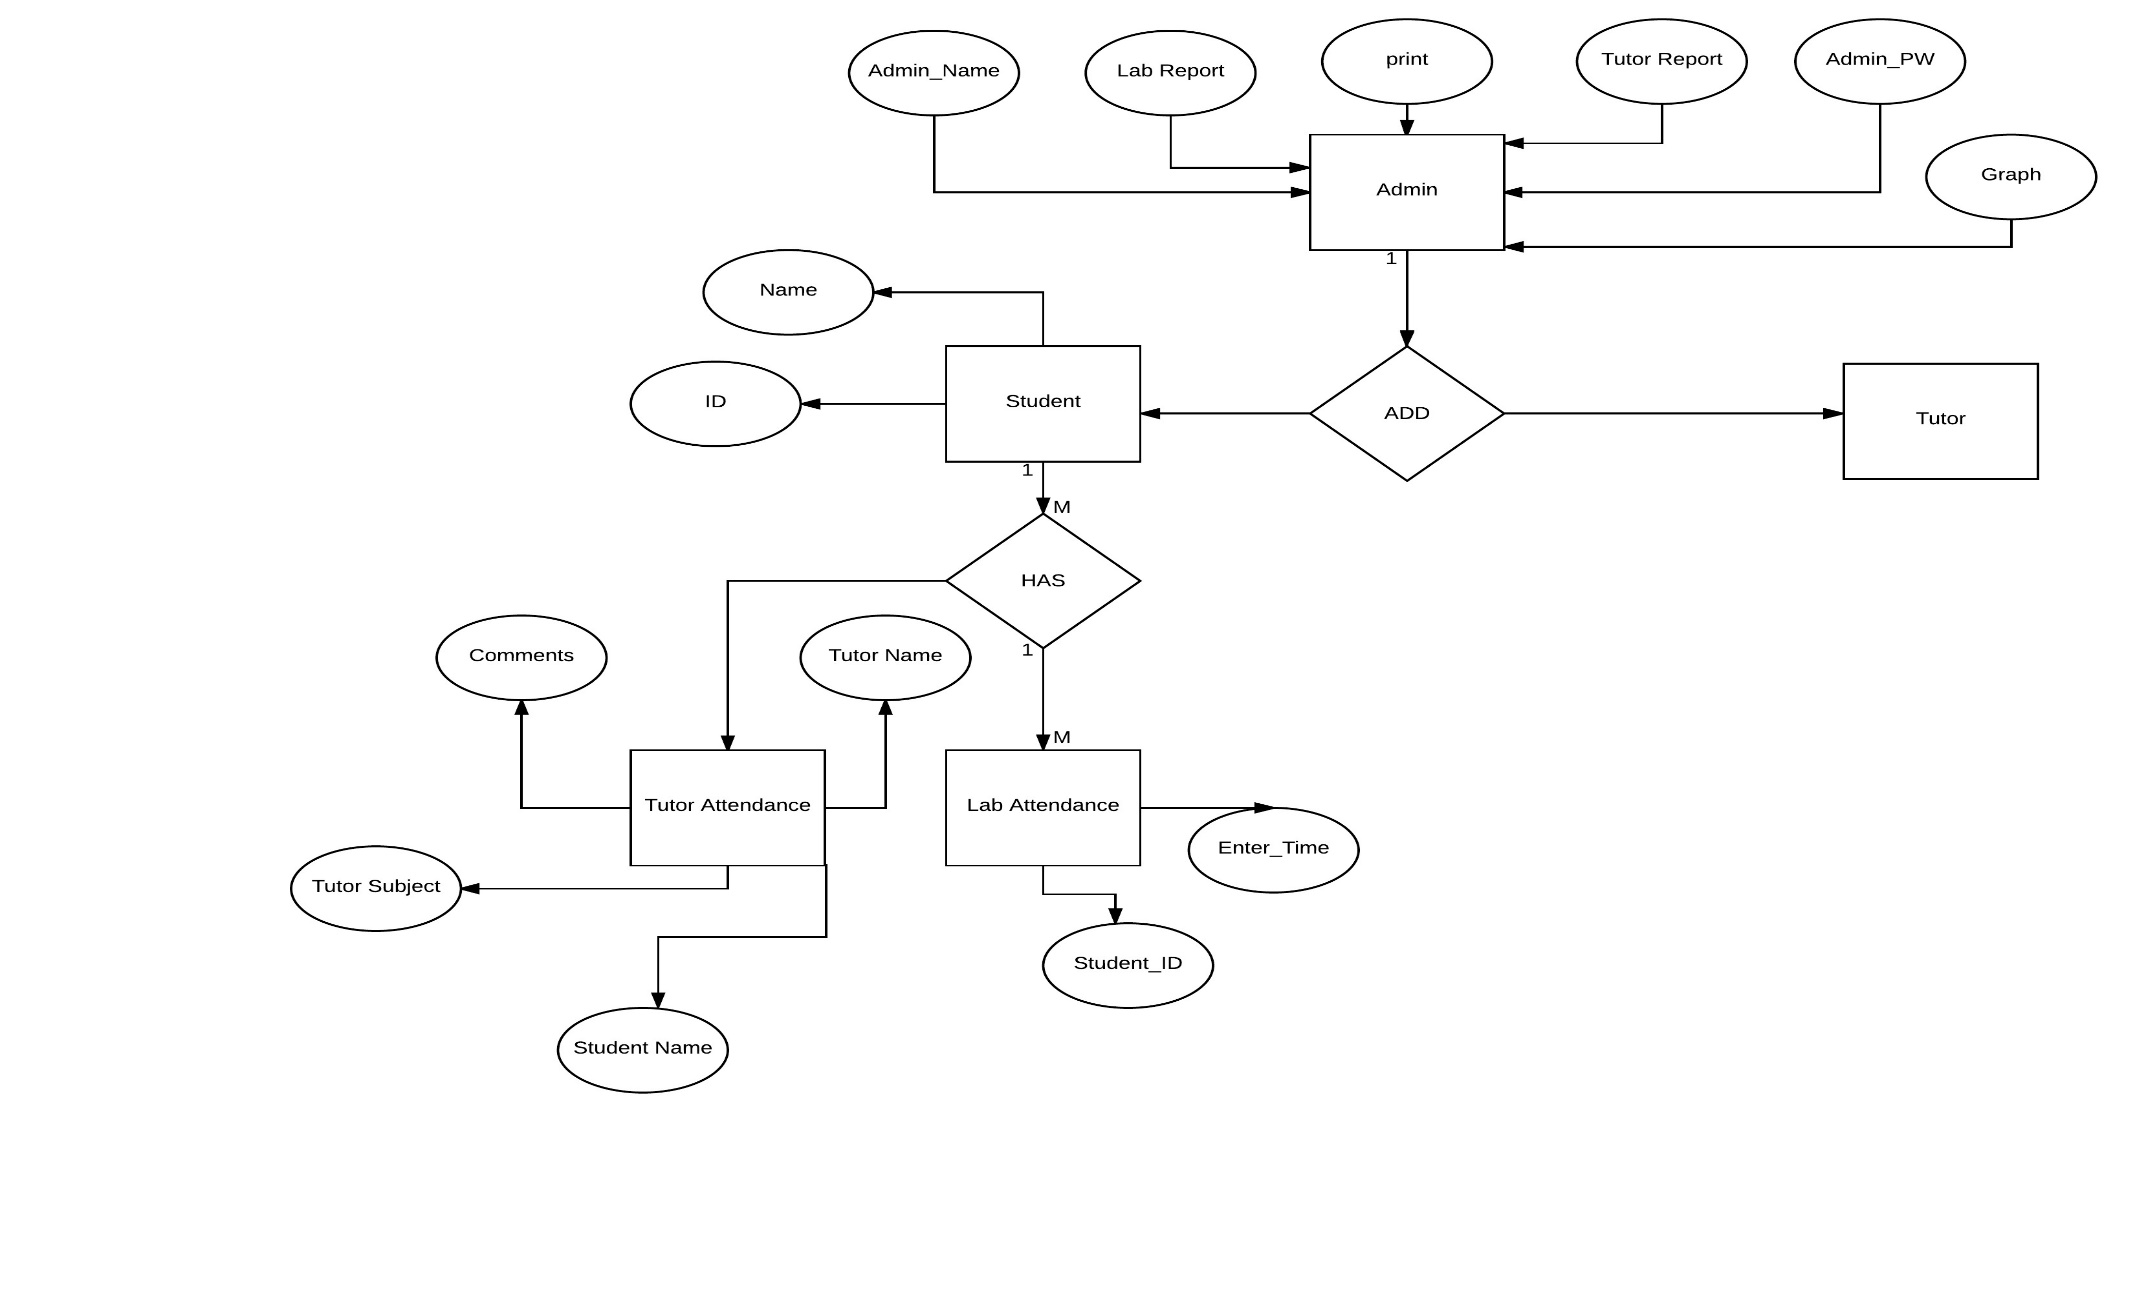 print
Tutor Report
Admin_PW
Admin_Name
Lab Report
Graph
Admin
1
Name
Student
ID
ADD
Tutor
1
M
HAS
1
Comments
Tutor Name
M
Tutor Attendance
Lab Attendance
Enter_Time
Tutor Subject
Student_ID
Student Name